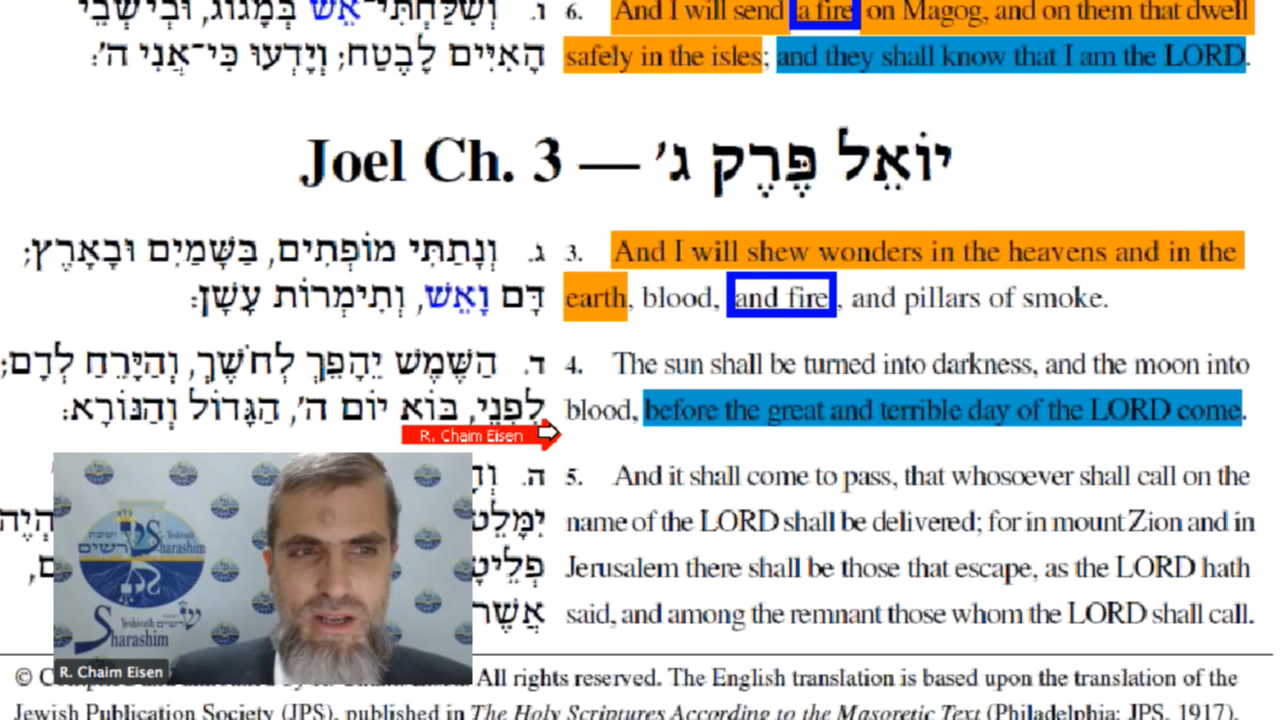 ו. וְשִׁלַּחְתִּי־אֵשׁ בְּמָגוֹג, וּבְיֹשְׁבֵי
הָאִיִּים לָבֶטַח; וְיָדְעוּ כִּי־אֲנִי ה':
6. And I will send a fire on Magog, and on them that dwell
safely in the isles; and they shall know that I am the LORD.
Joel Ch. 3 — יוֹאֵל פֶּרֶק ג'
ג. וְנָתַתִּי מוֹפְתִים, בַּשָּׁמַיִם וּבָאָרֶץ;
דָּם וָאֵשׁ, וְתִימְרוֹת עָשָׁן:
3. And I will shew wonders in the heavens and in the
earth, blood, and fire, and pillars of smoke.
ד. הַשֶּׁמֶשׁ יֵהָפֵךְ לְחֹשֶׁךְ, וְהַיָּרֵחַ לְדָם;
לִפְנֵי, בּוֹא יוֹם ה', הַגָּדוֹל וְהַנּוֹרָא:
4. The sun shall be turned into darkness, and the moon into
blood, before the great and terrible day of the LORD come.
R. Chaim Eisen
ה.
5. And it shall come to pass, that whosoever shall call on the
name of the LORD shall be delivered; for in mount Zion and in
Jerusalem there shall be those that escape, as the LORD hath
said, and among the remnant those whom the LORD shall call.
אֲשֶׁר
ישיבת שרשים
Yeshivath Sharashim
Yeshivath
Sharashim
R. Chaim Eisen
© All rights reserved. The English translation is based upon the translation of the
Jewish Publication Society (JPS), published in The Holy Scriptures According to the Masoretic Text (Philadelphia: JPS, 1917).